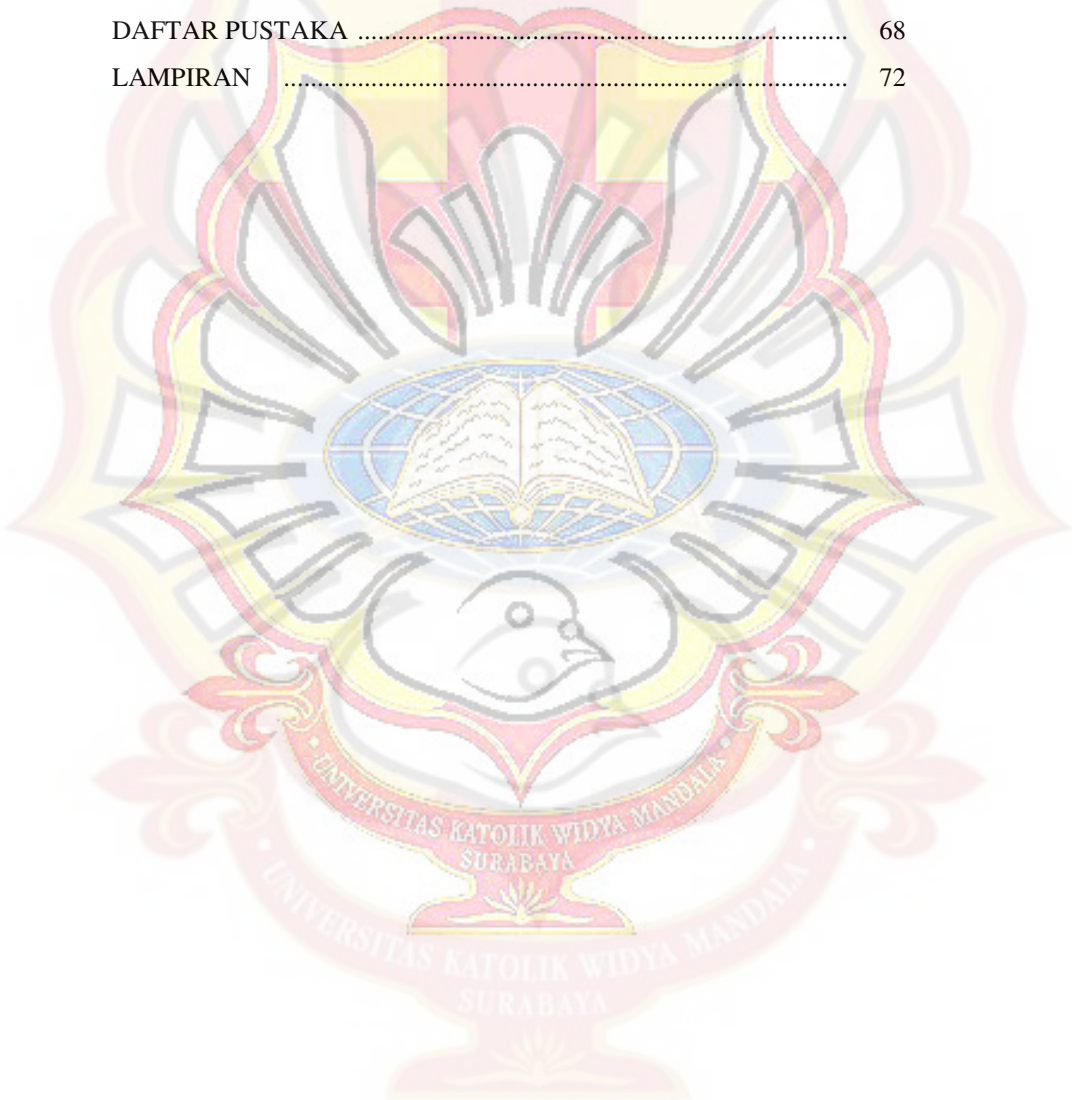 DAFTAR PUSTAKA ........................................................................... 68
LAMPIRAN ...................................................................................... 72
• UNIVERSITAS KATOLIK WIDYA MANDALA •
SURABAYA
• UNIVERSITAS KATOLIK WIDYA MANDALA •
SURABAYA